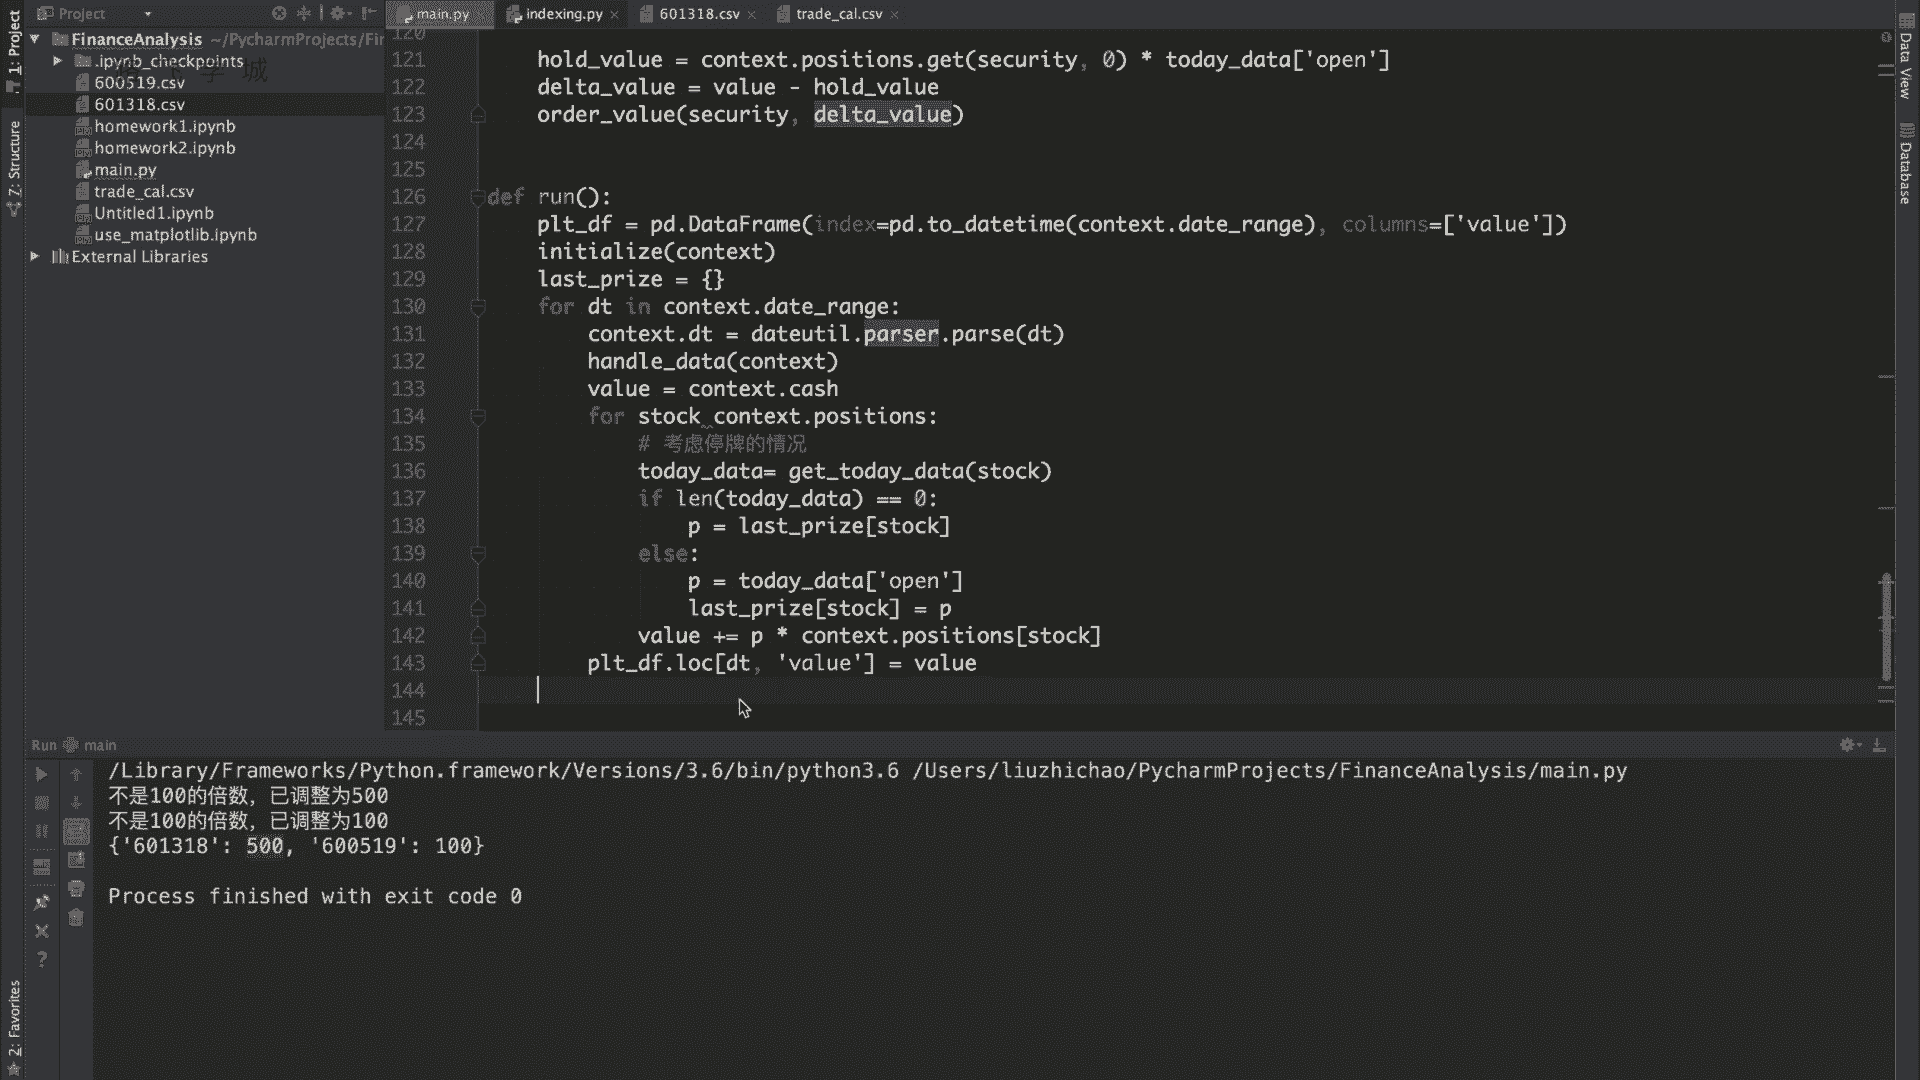 1: Project
Project
main.py
indexing.py
601318.csv
trade_cal.csv
FinanceAnalysis ~/PycharmProjects/Fir
.ipynb_checkpoints
600519.csv
601318.csv
homework1.ipynb
homework2.ipynb
main.py
trade_cal.csv
Untitled1.ipynb
use_matplotlib.ipynb
External Libraries
Z: Structure
2: Favorites
Data View
Database
120
121 hold_value = context.positions.get(security, 0) * today_data['open']
122 delta_value = value - hold_value
123 order_value(security, delta_value)
124
125
126 def run():
127 plt_df = pd.DataFrame(index=pd.to_datetime(context.date_range), columns=['value'])
128 initialize(context)
129 last_prize = {}
130 for dt in context.date_range:
131 context.dt = dateutil.parser.parse(dt)
132 handle_data(context)
133 value = context.cash
134 for stock context.positions:
135 # 考虑停牌的情况
136 today_data= get_today_data(stock)
137 if len(today_data) == 0:
138 p = last_prize[stock]
139 else:
140 p = today_data['open']
141 last_prize[stock] = p
142 value += p * context.positions[stock]
143 plt_df.loc[dt, 'value'] = value
144
145
Run main
/Library/Frameworks/Python.framework/Versions/3.6/bin/python3.6 /Users/liuzhichao/PycharmProjects/FinanceAnalysis/main.py
不是100的倍数，已调整为500
不是100的倍数，已调整为100
{'601318': 500, '600519': 100}
Process finished with exit code 0